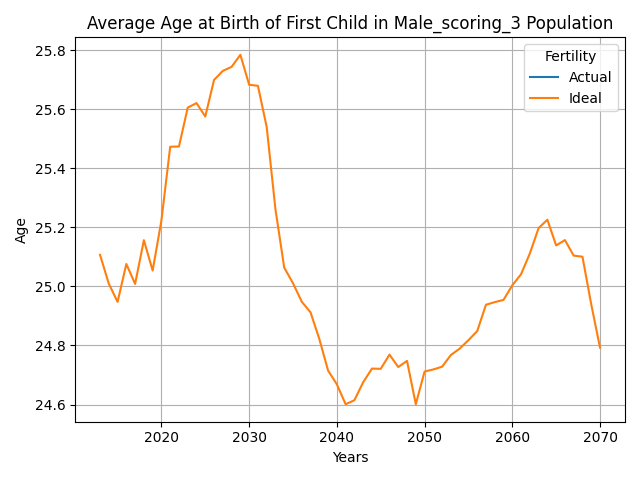 Average Age at Birth of First Child in Male_scoring_3 Population
Fertility
Actual
Ideal
25.8
25.6
25.4
25.2
25.0
24.8
24.6
Age
2020 2030 2040 2050 2060 2070
Years